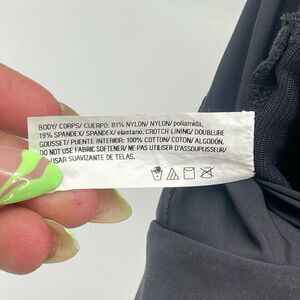 BODY/ CORPS/ CUERPO: 81% NYLON/ NYLON/ poliamida,
19% SPANDEX/ SPANDEX/ elastano. CROTCH LINING/ DOUBLURE
GOUSSET/ PUENTE INTERIOR: 100% COTTON/ COTON/ ALGODÓN.
DO NOT USE FABRIC SOFTENER/ NE PAS UTILISER D'ASSOUPLISSEUR/
USAR SUAVIZANTE DE TELAS.